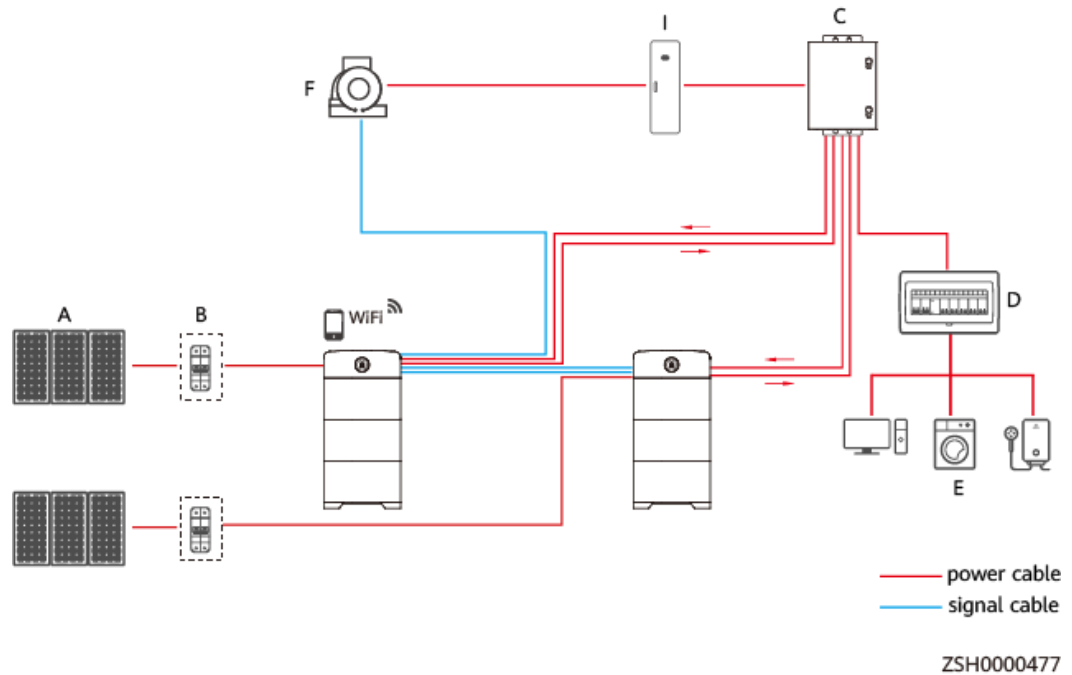 I
C
F
A
B
WiFi
D
E
power cable
signal cable
ZSH0000477